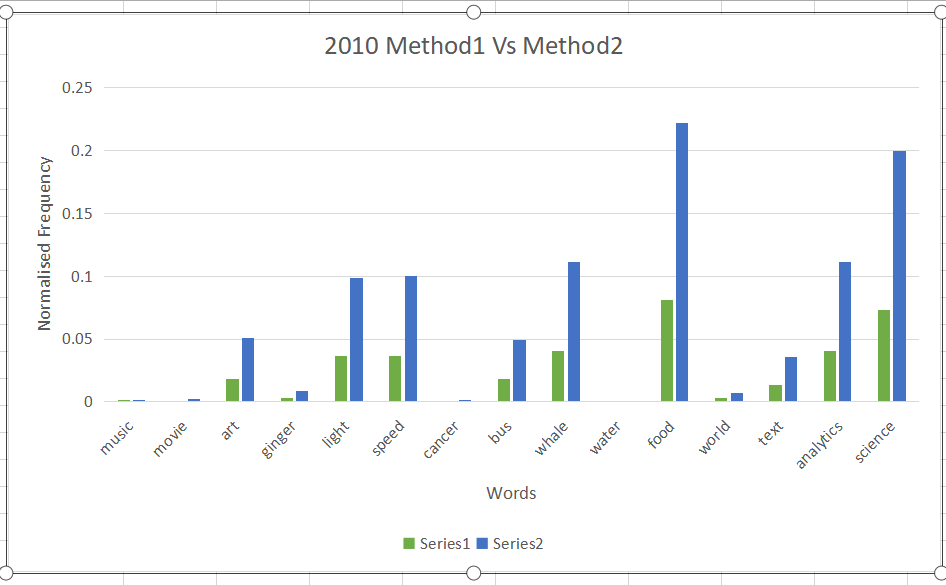 2010 Method1 Vs Method2
0.25
0.2
0.15
0.1
0.05
0
Normalised Frequency
music movie art ginger light speed cancer bus whale water food world text analytics science
Words
Series1 Series2